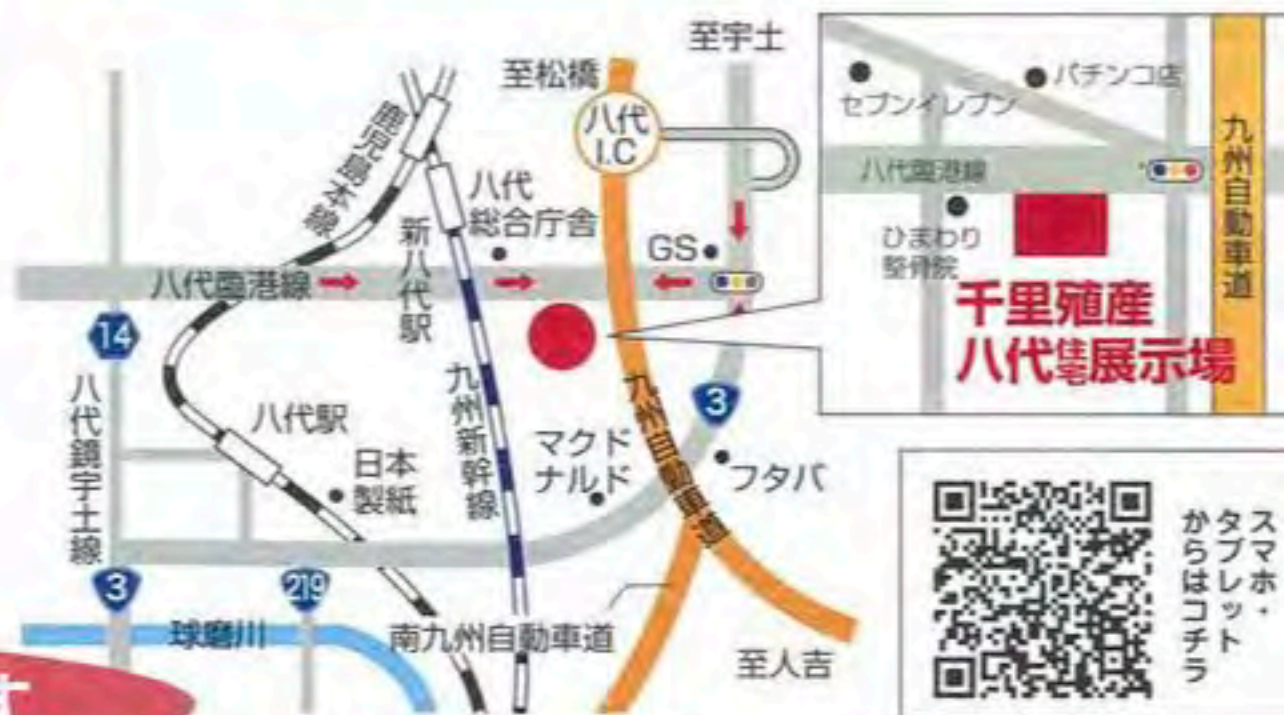 至宇士
至松橋
八代
I.C
鹿児島本線
八代
総合庁舎
新八代駅
GS
八代臨港線
14
八代鏡宇土線
八代駅
日本
製紙
九州新幹線
マクド
ナルド
九州自動車道
3
フタバ
3
219
球磨川
南九州自動車道
至人吉
す
パチンコ店
セブンイレブン
八代臨港線
九州自動車道
ひまわり
整骨院
千里殖産
八代住宅展示場
スマホ・
タブレット
からはコチラ